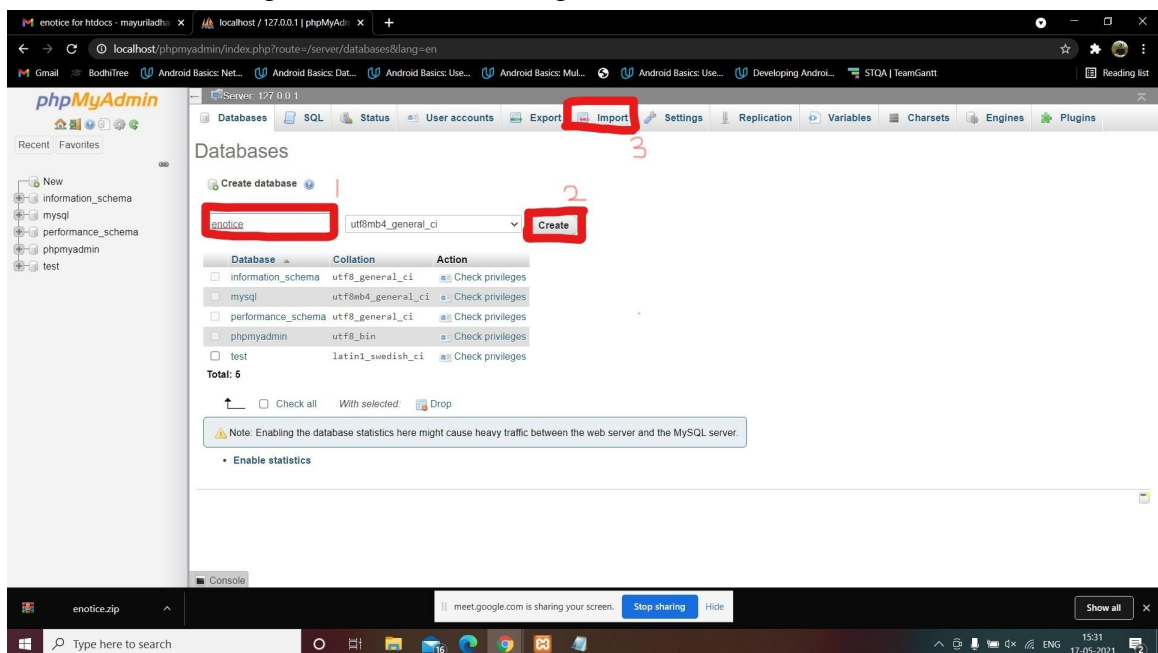 enotice for htdocs - mayuriladha
localhost / 127.0.0.1 | phpMyAdn
localhost/phpmyadmin/index.php?route=/server/databases&lang=en
Gmail BodhiTree Android Basics: Net... Android Basics: Dat... Android Basics: Use... Android Basics: Mul... Android Basics: Use... Developing Androi... STQA | TeamGantt Reading list
phpMyAdmin
Recent Favorites
New
information_schema
mysql
performance_schema
phpmyadmin
test
Server: 127.0.0.1
Databases SQL Status User accounts Export Import Settings Replication Variables Charsets Engines Plugins
3
Databases
Create database
1 2
enotice utf8mb4_general_ci Create
Database Collation Action
information_schema utf8_general_ci Check privileges
mysql utf8mb4_general_ci Check privileges
performance_schema utf8_general_ci Check privileges
phpmyadmin utf8_bin Check privileges
test latin1_swedish_ci Check privileges
Total: 5
Check all With selected: Drop
Note: Enabling the database statistics here might cause heavy traffic between the web server and the MySQL server.
Enable statistics
Console
enotice.zip
meet.google.com is sharing your screen. Stop sharing Hide
Show all
Type here to search
16
ENG
15:31
17-05-2021
2